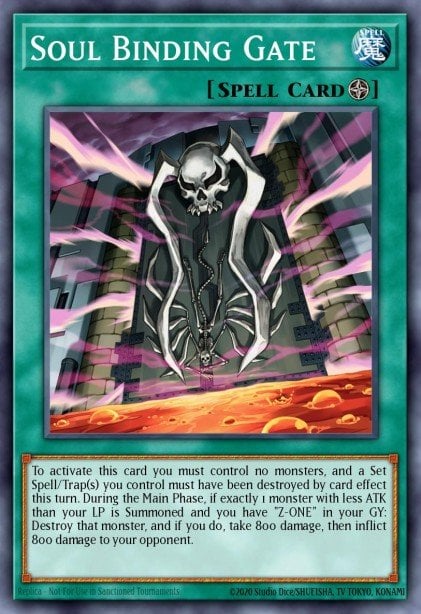 SOUL BINDING GATE
SPELL
魔
[SPELL CARD]
To activate this card you must control no monsters, and a Set
Spell/Trap(s) you control must have been destroyed by card effect
this turn. During the Main Phase, if exactly 1 monster with less ATK
than your LP is Summoned and you have "Z-ONE" in your GY:
Destroy that monster, and if you do, take 800 damage, then inflict
800 damage to your opponent.
Replica - Not For Use in Sanctioned Tournaments
©2020 Studio Dice/SHUEISHA, TV TOKYO, KONAMI